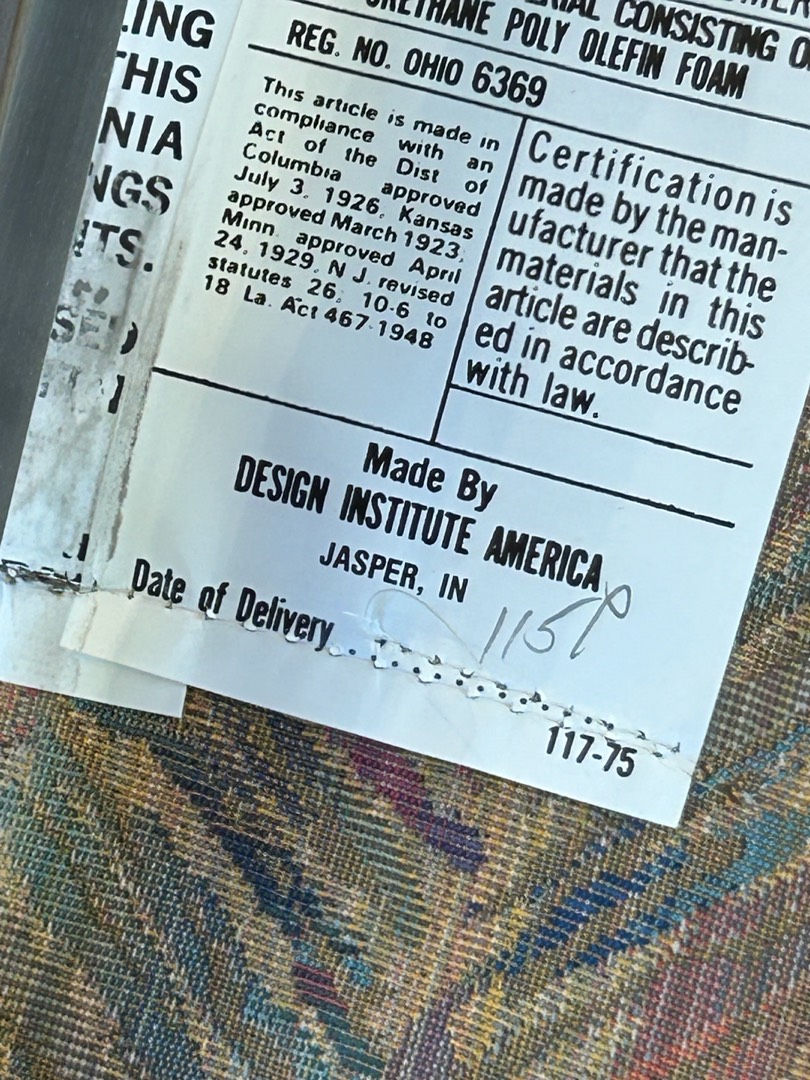 LING
THIS
NIA
NGS
TS.
CONSISTING
URETHANE POLY OLEFIN FOAM
REG. NO. OHIO 6369
This article is made in
compliance with an
Act of the Dist of
Columbia approved
July 3, 1926, Kansas
approved March 1923,
Minn. approved April
24, 1929, N J. revised
statutes 26: 10-6 to
18 La. Act 467-1948
Certification is
made by the man-
ufacturer that the
materials in this
article are describ-
ed in accordance
with law.
Made By
DESIGN INSTITUTE AMERICA
JASPER, IN
Date of Delivery
117-75